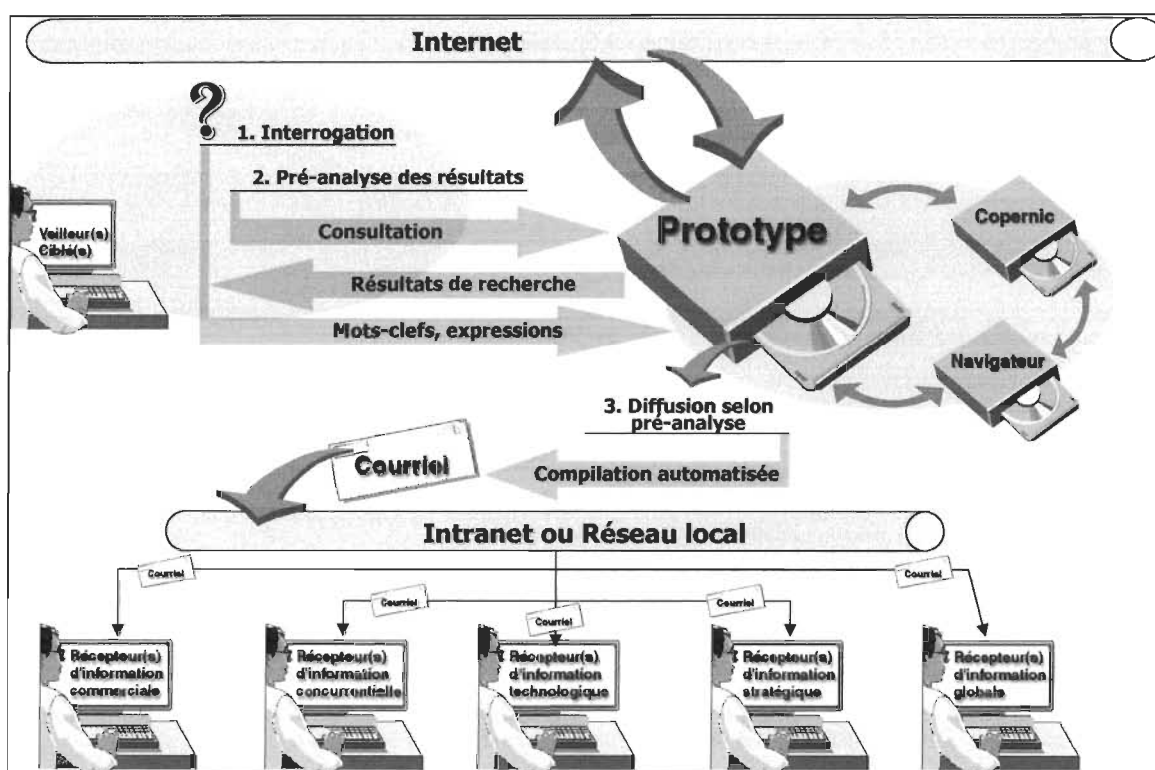 Internet
1. Interrogation
2. Pré-analyse des résultats
Consultation
Résultats de recherche
Mots-clefs, expressions
Veilleur(s)
Ciblé(s)
Prototype
Copernic
Navigateur
3. Diffusion selon
pré-analyse
Compilation automatisée
Courriel
Intranet ou Réseau local
Courriel
Courriel
Courriel
Courriel
Courriel
Récepteur(s)
d'information
commerciale
Récepteur(s)
d'information
concurrentielle
Récepteur(s)
d'information
technologique
Récepteur(s)
d'information
stratégique
Récepteur(s)
d'information
globale